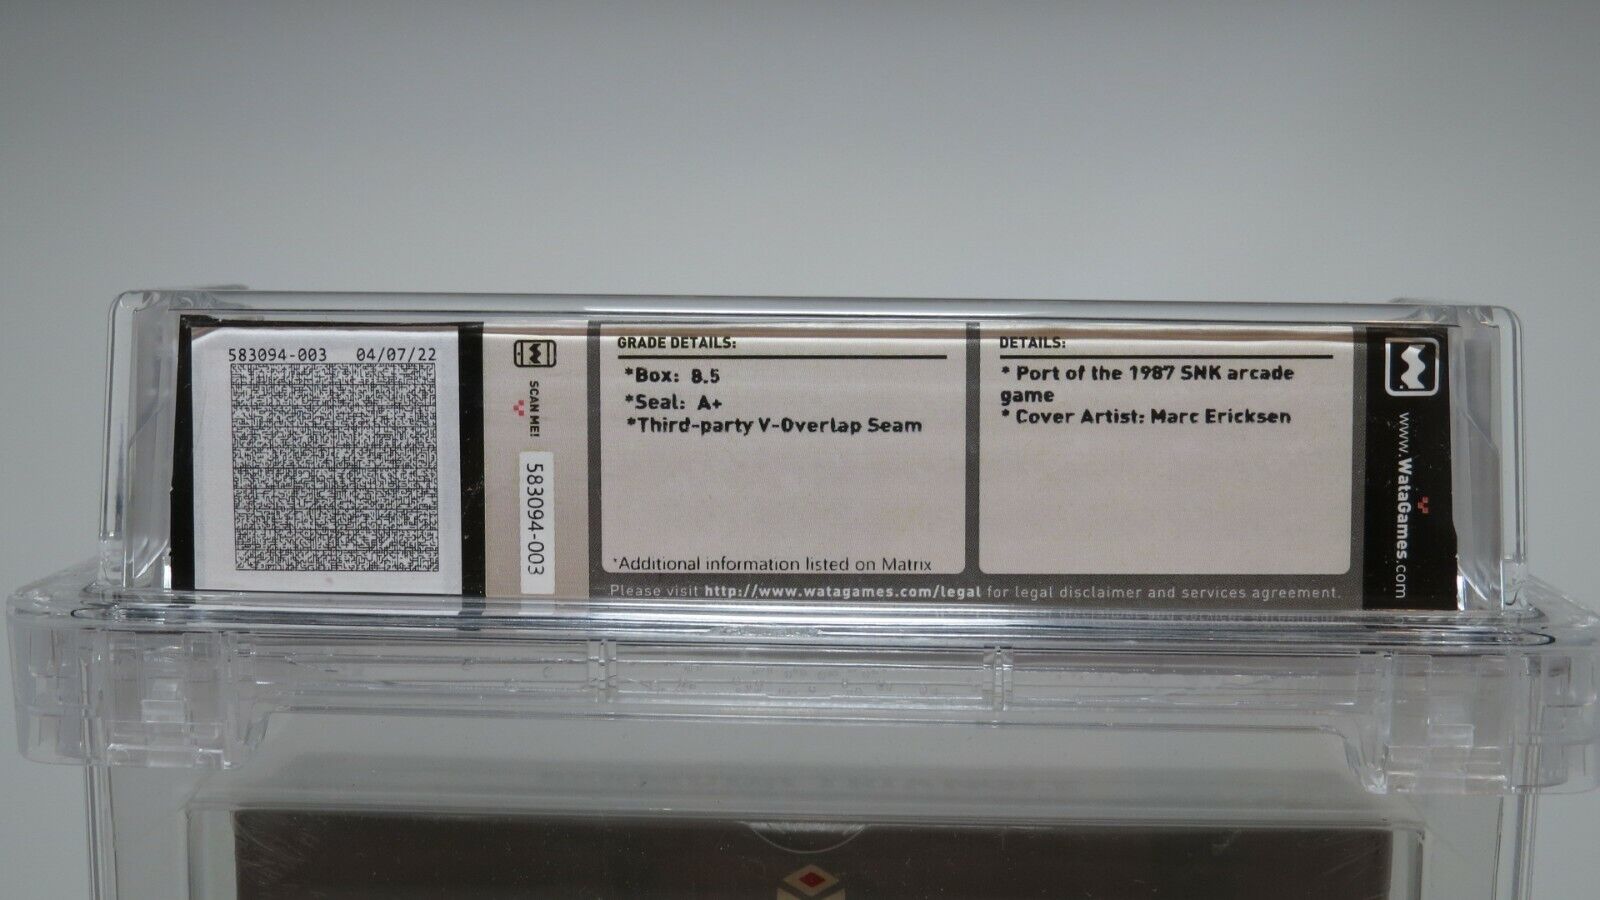 583094-003 04/07/22
SCAN ME!
583094-003
GRADE DETAILS:
*Box: 8.5
*Seal: A+
*Third-party V-Overlap Seam
*Additional information listed on Matrix
DETAILS:
* Port of the 1987 SNK arcade
game
* Cover Artist: Marc Ericksen
Please visit http://www.watagames.com/legal for legal disclaimer and services agreement.
www.WataGames.com